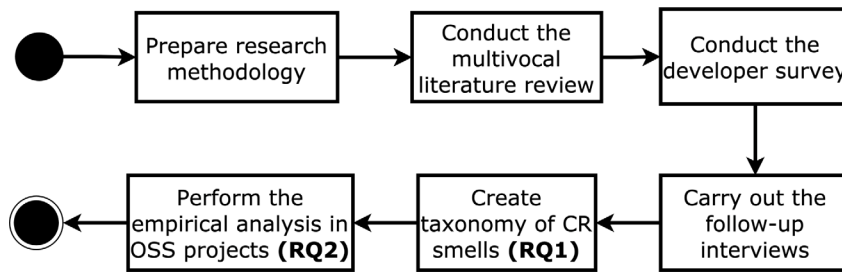 Prepare research
methodology
Conduct the
multivocal
literature review
Conduct the
developer survey
Carry out the
follow-up
interviews
Create
taxonomy of CR
smells (RQ1)
Perform the
empirical analysis in
OSS projects (RQ2)